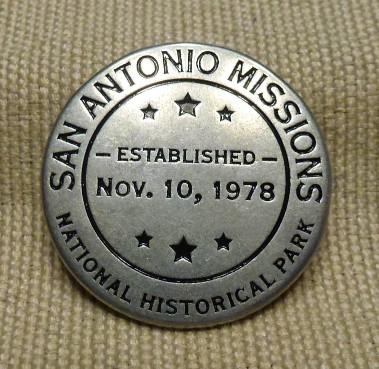 SAN ANTONIO MISSIONS
– ESTABLISHED –
NOV. 10, 1978
NATIONAL HISTORICAL PARK